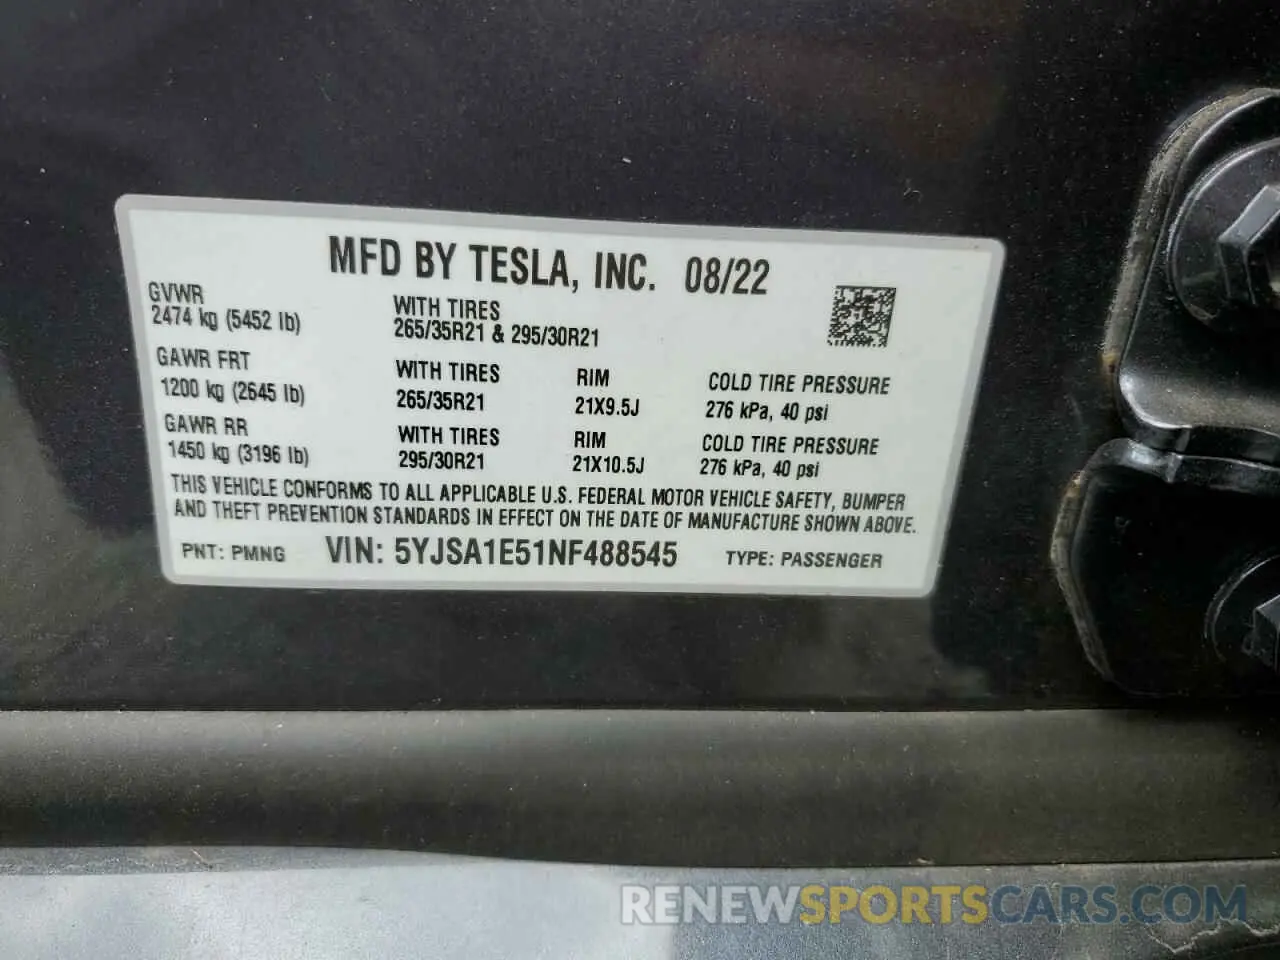 MFD BY TESLA, INC. 08/22
GVWR
2474 kg (5452 lb)
WITH TIRES
265/35R21 & 295/30R21
GAWR FRT
1200 kg (2645 lb)
WITH TIRES
265/35R21
RIM
21X9.5J
COLD TIRE PRESSURE
276 kPa, 40 psi
GAWR RR
1450 kg (3196 lb)
WITH TIRES
295/30R21
RIM
21X10.5J
COLD TIRE PRESSURE
276 kPa, 40 psi
THIS VEHICLE CONFORMS TO ALL APPLICABLE U.S. FEDERAL MOTOR VEHICLE SAFETY, BUMPER
AND THEFT PREVENTION STANDARDS IN EFFECT ON THE DATE OF MANUFACTURE SHOWN ABOVE.
PNT: PMNG VIN: 5YJSA1E51NF488545 TYPE: PASSENGER
RENEWSPORTSCARS.COM